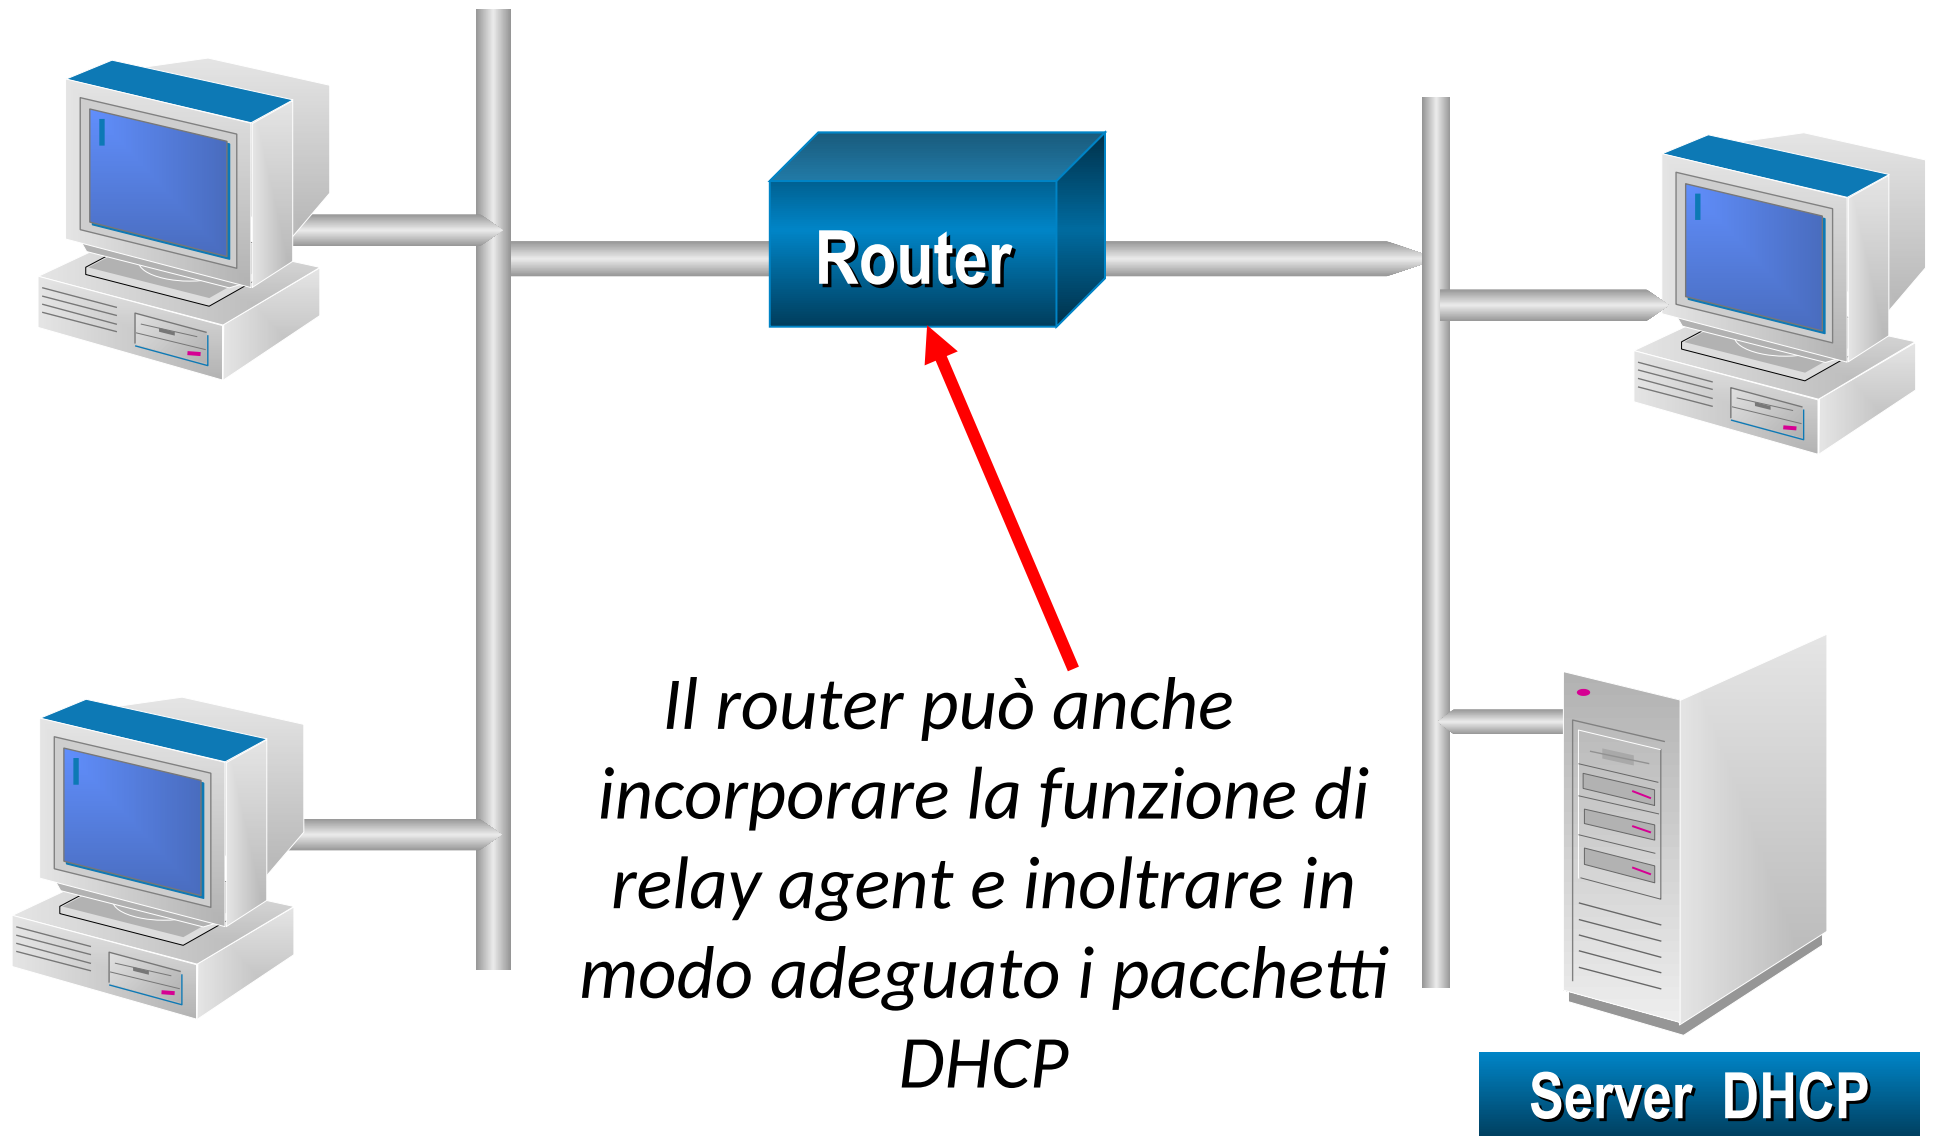 Router
Il router può anche
incorporare la funzione di
relay agent e inoltrare in
modo adeguato i pacchetti
DHCP
Server DHCP